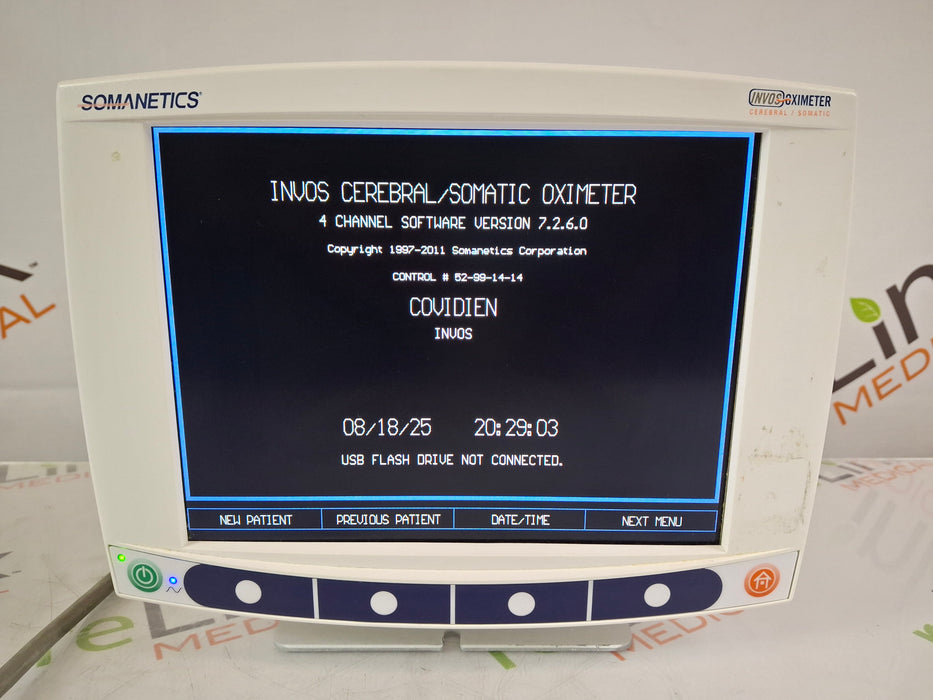 SOMANETICS
INVOS OXIMETER
CEREBRAL / SOMATIC
INVOS CEREBRAL/SOMATIC OXIMETER
4 CHANNEL SOFTWARE VERSION 7.2.6.0
Copyright 1997-2011 Somanetics Corporation
CONTROL # 52-99-14-14
COVIDIEN
INVOS
08/18/25 20:29:03
USB FLASH DRIVE NOT CONNECTED.
NEW PATIENT PREVIOUS PATIENT DATE/TIME NEXT MENU
MEDICAL